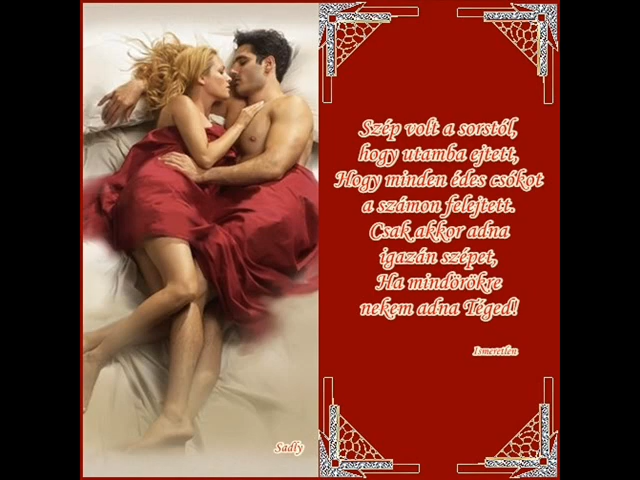 Szép volt a sorstól,
hogy utamba ejtett,
Hogy minden édes csókot
a számon felejtett.
Csak akkor adna
igazán szépet,
Ha mindörökre
nekem adna Téged!
Ismeretlen
Sadly